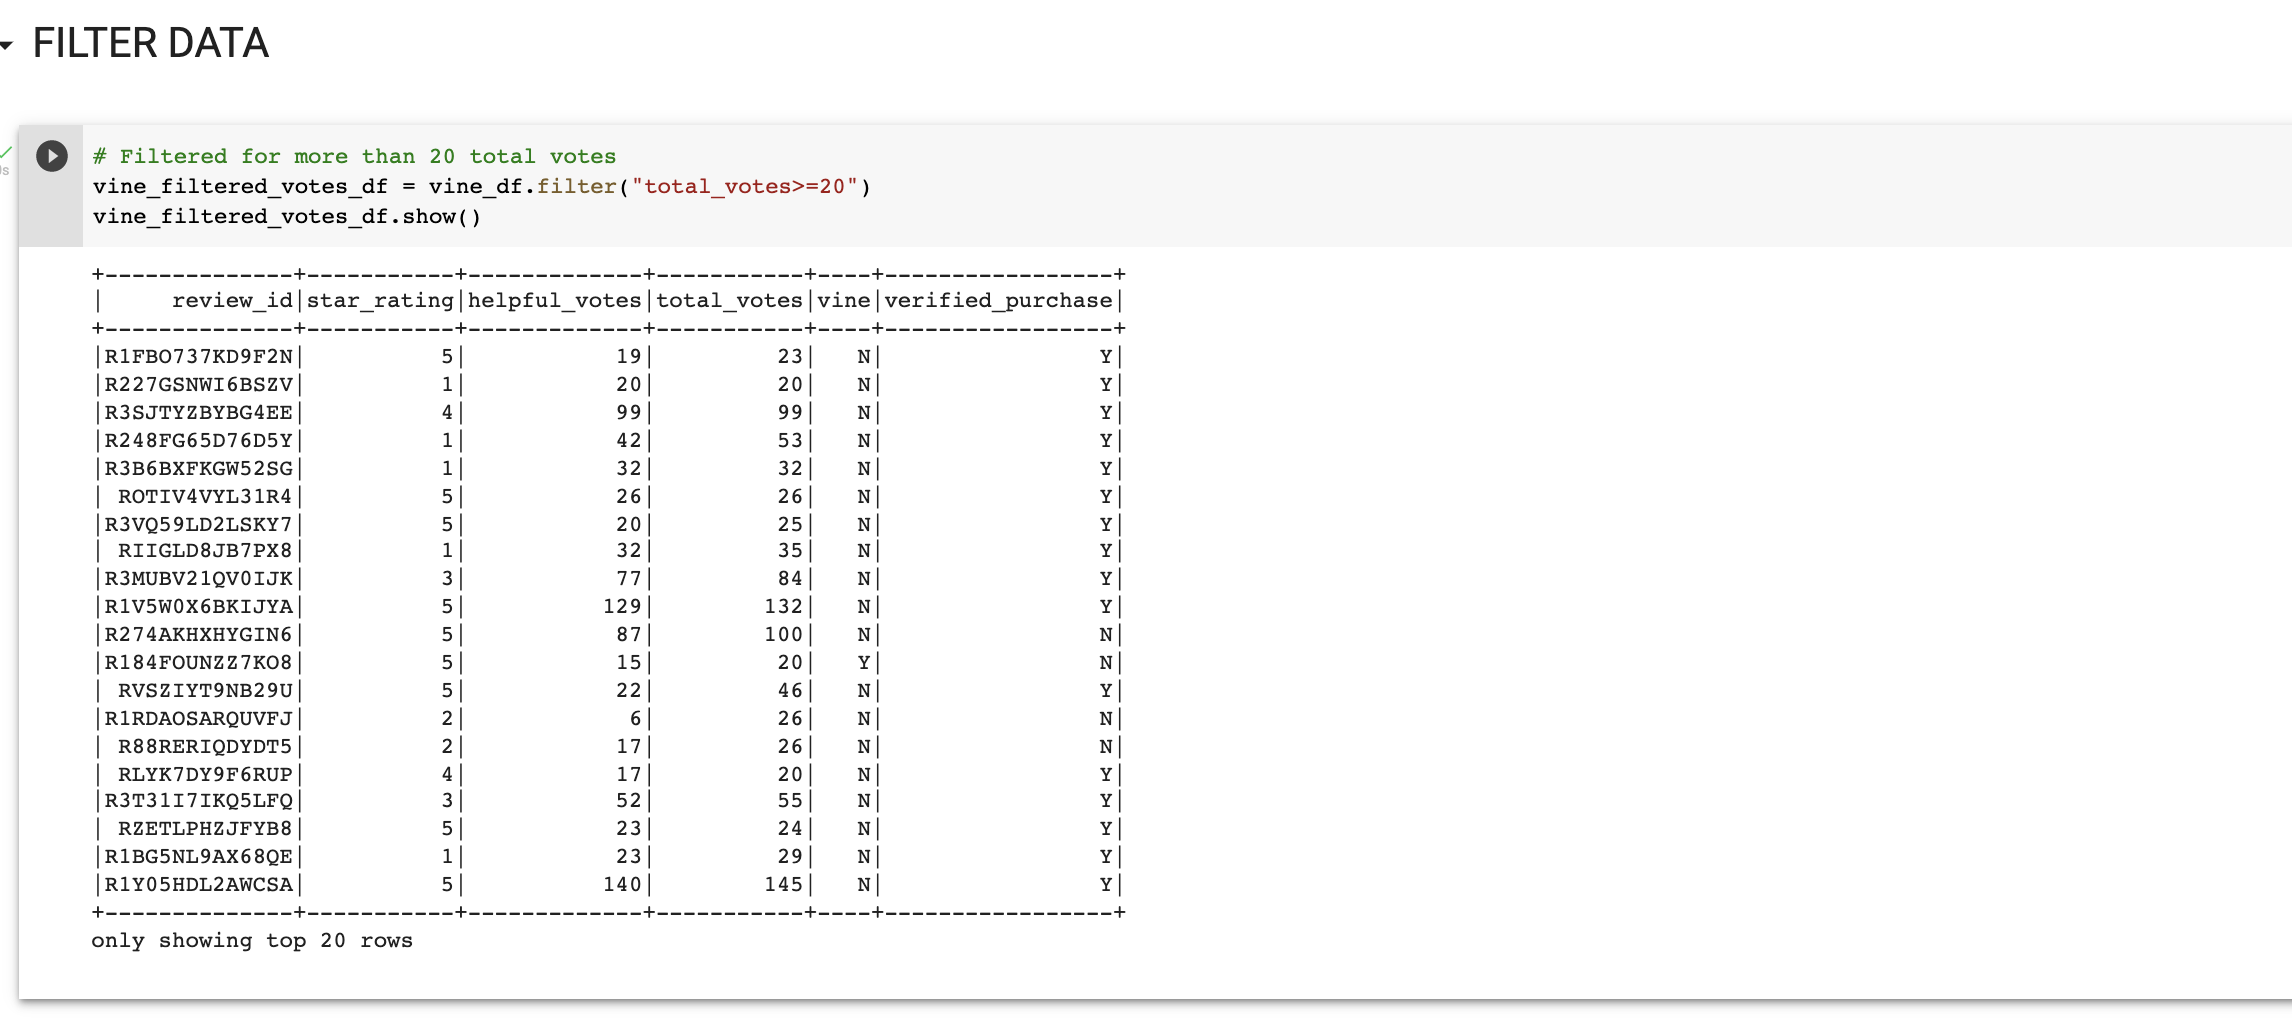 FILTER DATA
# Filtered for more than 20 total votes
vine_filtered_votes_df = vine_df.filter("total_votes>=20")
vine_filtered_votes_df.show()
+--------------+-----------+-------------+-----------+----+-----------------+
|     review_id|star_rating|helpful_votes|total_votes|vine|verified_purchase|
+--------------+-----------+-------------+-----------+----+-----------------+
|R1FBO737KD9F2N|          5|           19|         23|   N|                Y|
|R227GSNWI6BSZV|          1|           20|         20|   N|                Y|
|R3SJTYZBYBG4EE|          4|           99|         99|   N|                Y|
|R248FG65D76D5Y|          1|           42|         53|   N|                Y|
|R3B6BXFKGW52SG|          1|           32|         32|   N|                Y|
| ROTIV4VYL31R4|          5|           26|         26|   N|                Y|
|R3VQ59LD2LSKY7|          5|           20|         25|   N|                Y|
| RIIGLD8JB7PX8|          1|           32|         35|   N|                Y|
|R3MUBV21QV0IJK|          3|           77|         84|   N|                Y|
|R1V5W0X6BKIJYA|          5|          129|        132|   N|                Y|
|R274AKHXHYGIN6|          5|           87|        100|   N|                N|
|R184FOUNZZ7KO8|          5|           15|         20|   Y|                N|
| RVSZIYT9NB29U|          5|           22|         46|   N|                Y|
|R1RDAOSARQUVFJ|          2|            6|         26|   N|                N|
| R88RERIQDYDT5|          2|           17|         26|   N|                N|
| RLYK7DY9F6RUP|          4|           17|         20|   N|                Y|
|R3T31I7IKQ5LFQ|          3|           52|         55|   N|                Y|
| RZETLPHZJFYB8|          5|           23|         24|   N|                Y|
|R1BG5NL9AX68QE|          1|           23|         29|   N|                Y|
|R1Y05HDL2AWCSA|          5|          140|        145|   N|                Y|
+--------------+-----------+-------------+-----------+----+-----------------+
only showing top 20 rows